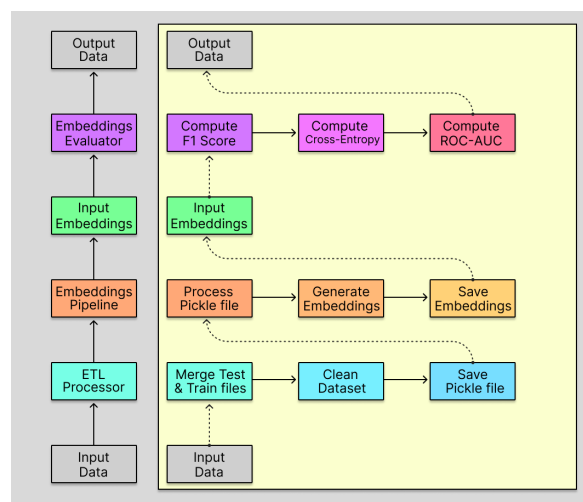 Output
Data
Output
Data
Embeddings
Evaluator
Compute
F1 Score
Compute
Cross-Entropy
Compute
ROC-AUC
Input
Embeddings
Input
Embeddings
Embeddings
Pipeline
Process
Pickle file
Generate
Embeddings
Save
Embeddings
ETL
Processor
Merge Test
& Train files
Clean
Dataset
Save
Pickle file
Input
Data
Input
Data